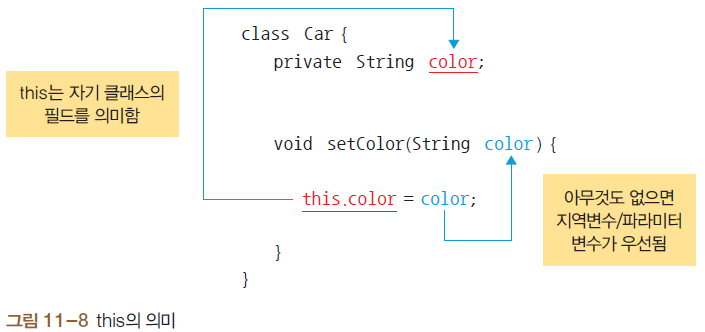 class Car {
private String color;
this는 자기 클래스의
필드를 의미함
void setColor(String color) {
this.color = color;
아무것도 없으면
지역변수/파라미터
변수가 우선됨
}
}
그림 11-8 this의 의미